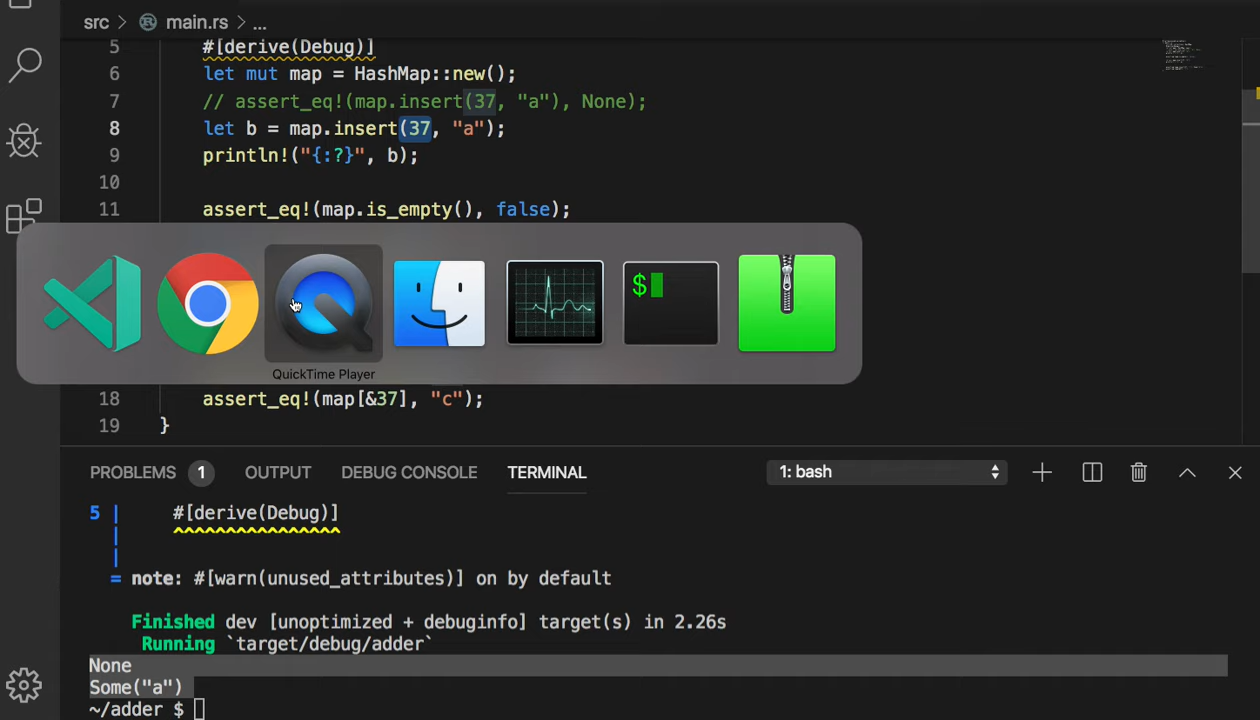 src > main.rs > ...
5 #[derive(Debug)]
6 let mut map = HashMap::new();
7 // assert_eq!(map.insert(37, "a"), None);
8 let b = map.insert(37, "a");
9 println!("{:?}", b);
10
11 assert_eq!(map.is_empty(), false);
$
QuickTime Player
18 assert_eq!(map[&37], "c");
19 }
PROBLEMS 1 OUTPUT DEBUG CONSOLE TERMINAL 1: bash
5 | #[derive(Debug)]
| ^^^^^^^^^^^^^^^^
|
= note: #[warn(unused_attributes)] on by default
Finished dev [unoptimized + debuginfo] target(s) in 2.26s
Running `target/debug/adder`
None
Some("a")
~/adder $